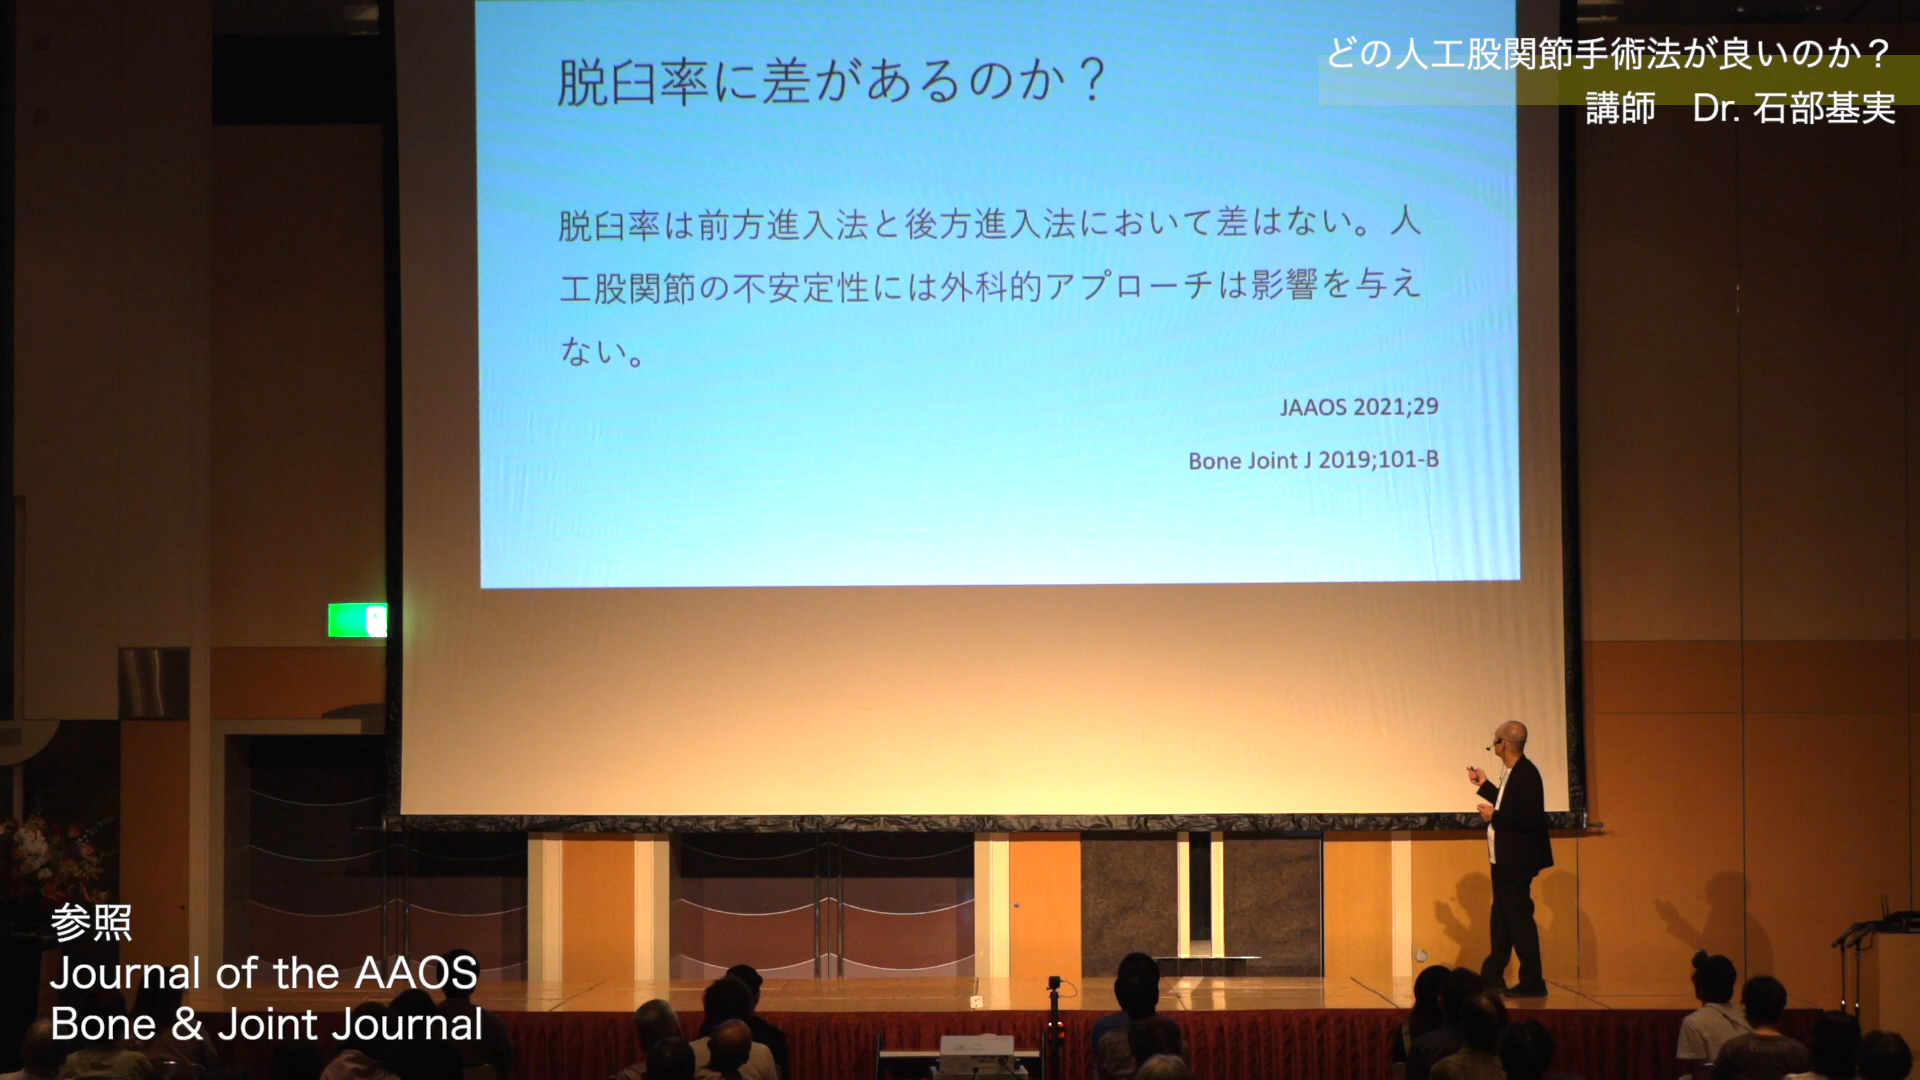 どの人工股関節手術法が良いのか？
講師　Dr. 石部基実
脱臼率に差があるのか？
脱臼率は前方進入法と後方進入法において差はない。人
工股関節の不安定性には外科的アプローチは影響を与え
ない。
JAAOS 2021;29
Bone Joint J 2019;101-B
参照
Journal of the AAOS
Bone & Joint Journal